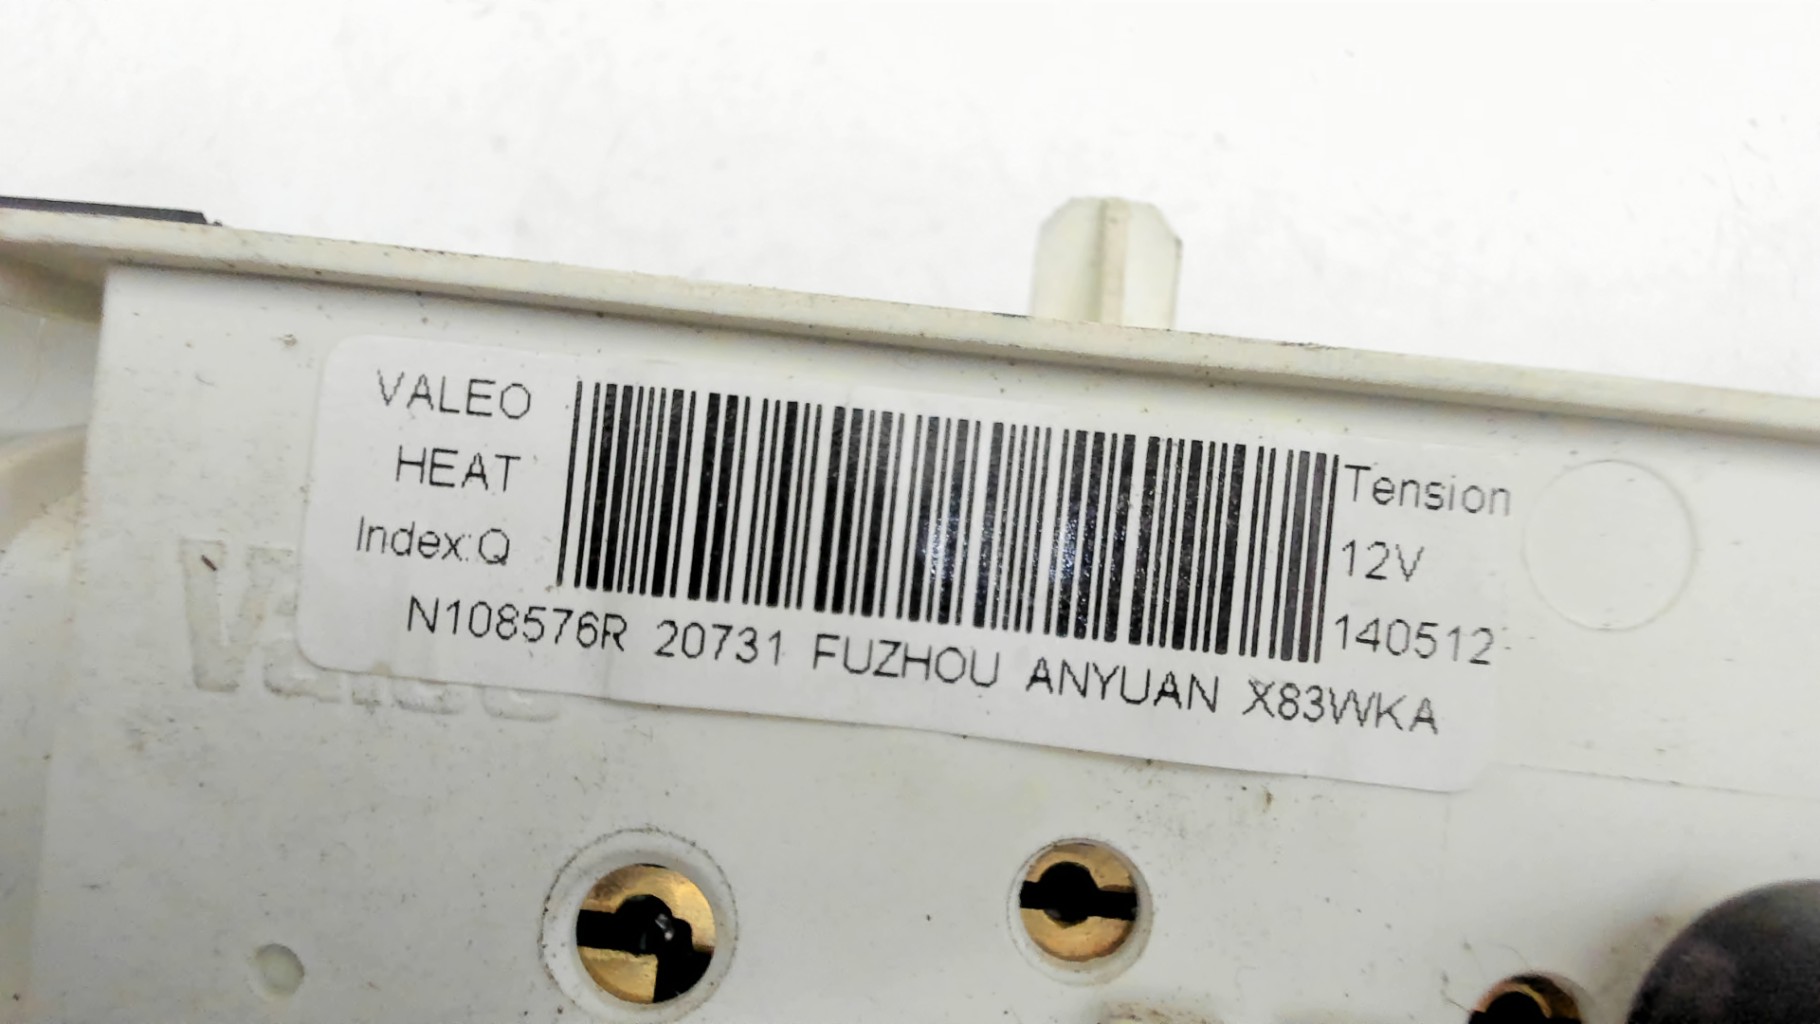 VALEO
HEAT
Index:Q
Tension
12V
140512
N108576R 20731 FUZHOU ANYUAN X83WKA